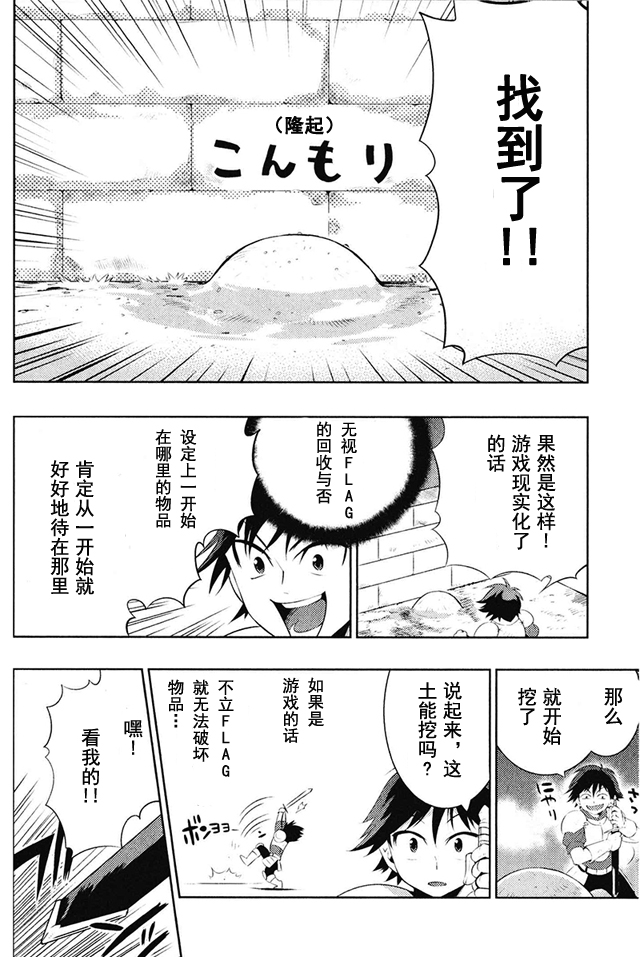 找到了!!
（隆起）
こんもり
果然是这样!
游戏现实化了
的话
无视FLAG
的回收与否
设定上一开始
在哪里的物品
肯定从一开始就
好好地待在那里
那么
就开始
挖了
にやり
说起来，这
土能挖吗?
如果是
游戏的话
不立FLAG
就无法破坏
物品…
ボンヨヨ
嘿!
看我的!!